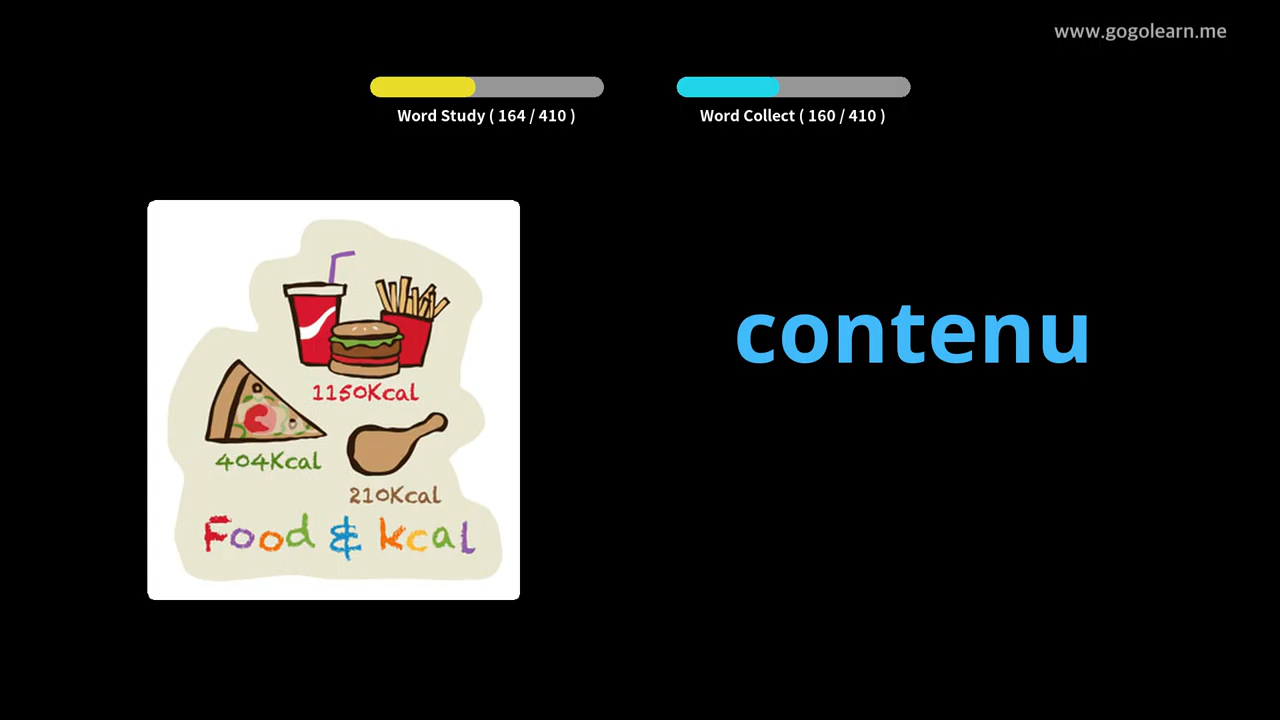 www.gogolearn.me
Word Study ( 164 / 410 )
Word Collect ( 160 / 410 )
contenu
1150Kcal
404Kcal
210Kcal
Food & kcal